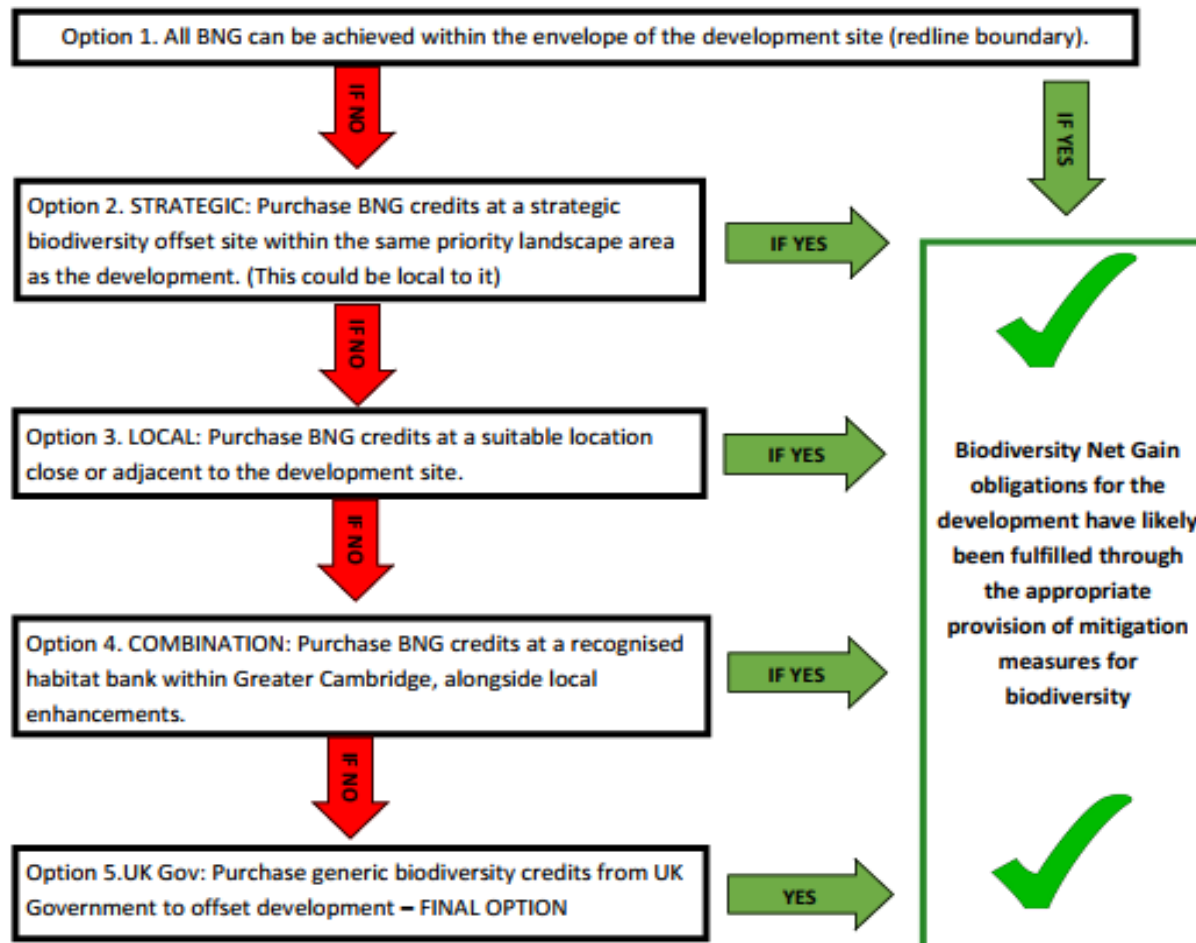 Option 1. All BNG can be achieved within the envelope of the development site (redline boundary).
IF NO
IF YES
Option 2. STRATEGIC: Purchase BNG credits at a strategic
biodiversity offset site within the same priority landscape area
as the development. (This could be local to it)
IF YES
IF NO
Option 3. LOCAL: Purchase BNG credits at a suitable location
close or adjacent to the development site.
IF YES
IF NO
Option 4. COMBINATION: Purchase BNG credits at a recognised
habitat bank within Greater Cambridge, alongside local
enhancements.
IF YES
IF NO
Option 5.UK Gov: Purchase generic biodiversity credits from UK
Government to offset development – FINAL OPTION
YES
Biodiversity Net Gain
obligations for the
development have likely
been fulfilled through
the appropriate
provision of mitigation
measures for
biodiversity